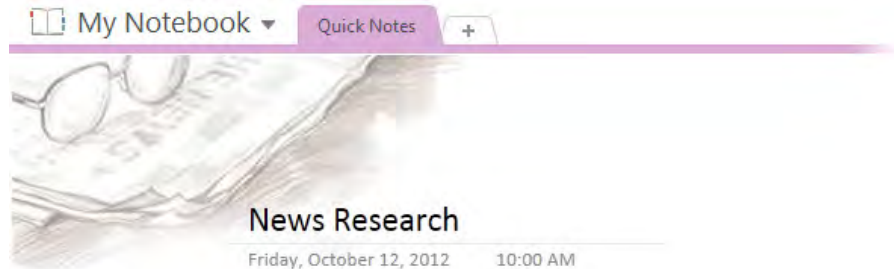 My Notebook Quick Notes +
News Research
Friday, October 12, 2012 10:00 AM